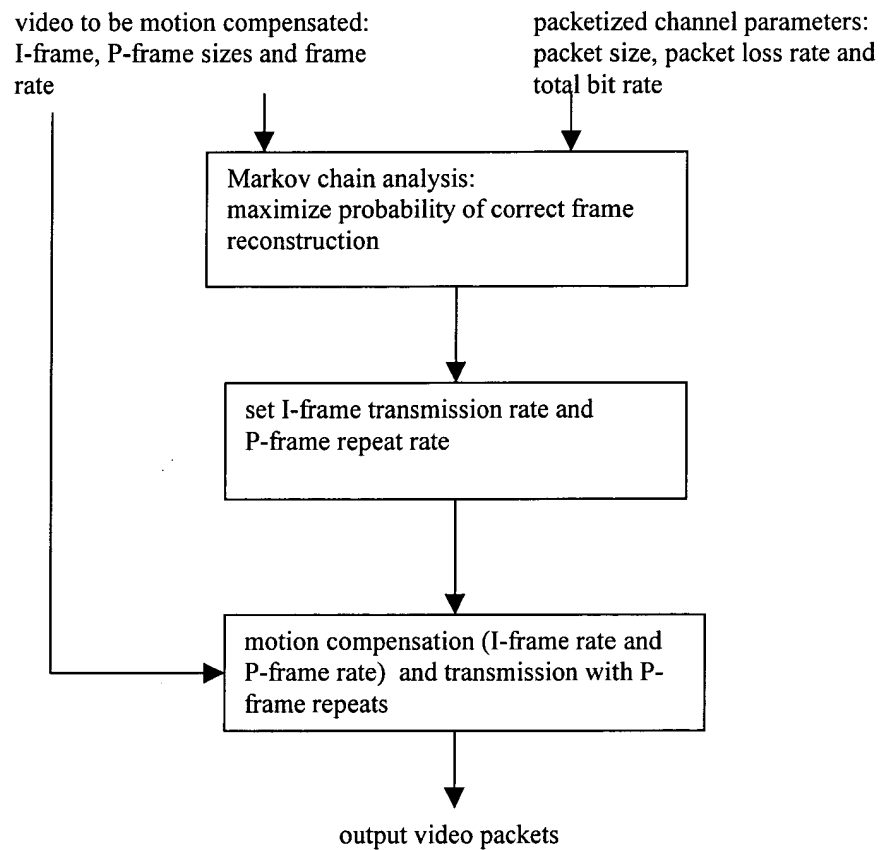 video to be motion compensated:
I-frame, P-frame sizes and frame
rate
packetized channel parameters:
packet size, packet loss rate and
total bit rate
Markov chain analysis:
maximize probability of correct frame
reconstruction
set I-frame transmission rate and
P-frame repeat rate
motion compensation (I-frame rate and
P-frame rate) and transmission with P-
frame repeats
output video packets